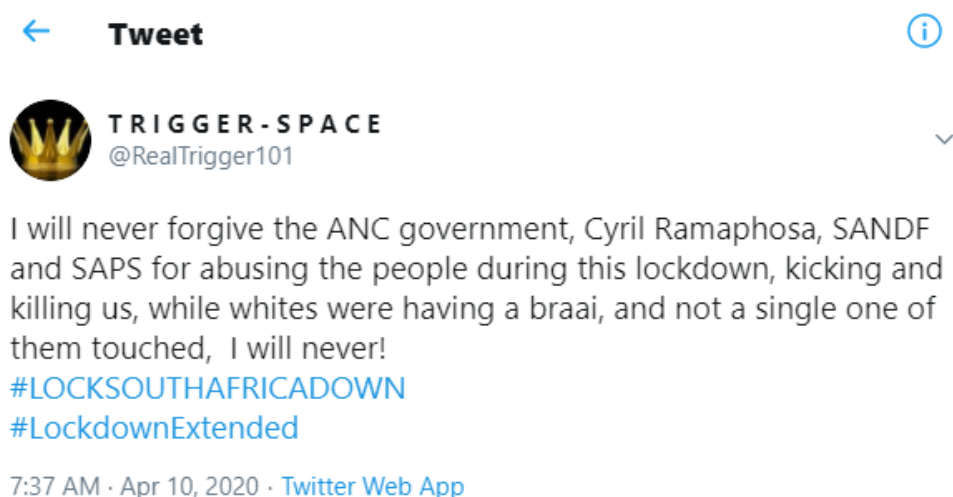 Tweet
TRIGGER-SPACE
@RealTrigger101
I will never forgive the ANC government, Cyril Ramaphosa, SANDF
and SAPS for abusing the people during this lockdown, kicking and
killing us, while whites were having a braai, and not a single one of
them touched,  I will never!
#LOCKSOUTHAFRICADOWN
#LockdownExtended
7:37 AM · Apr 10, 2020 · Twitter Web App